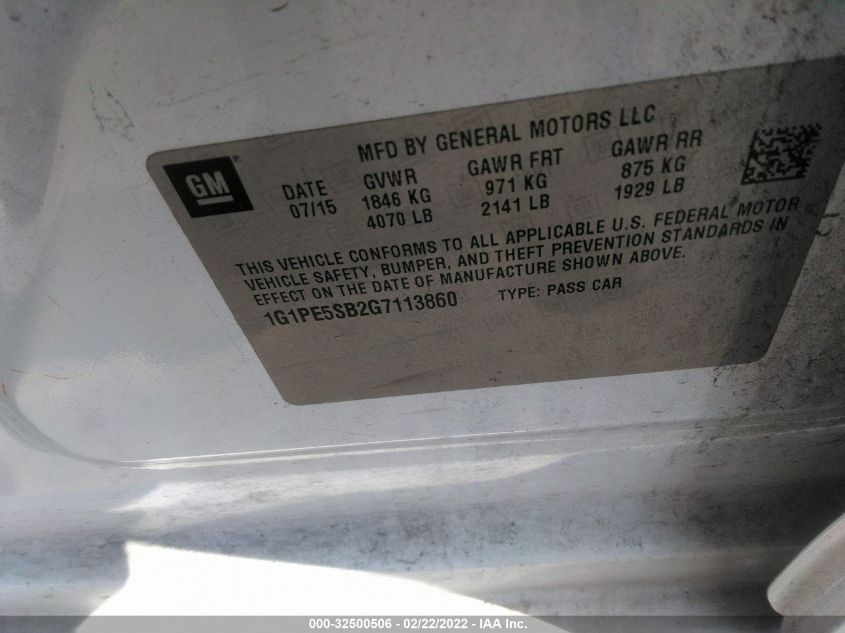 MFD BY GENERAL MOTORS LLC
GM
DATE GVWR GAWR FRT GAWR RR
07/15 1846 KG 971 KG 875 KG
4070 LB 2141 LB 1929 LB
THIS VEHICLE CONFORMS TO ALL APPLICABLE U.S. FEDERAL MOTOR
VEHICLE SAFETY, BUMPER, AND THEFT PREVENTION STANDARDS IN
EFFECT ON THE DATE OF MANUFACTURE SHOWN ABOVE.
1G1PE5SB2G7113860 TYPE: PASS CAR
000-32500506 - 02/22/2022 - IAA Inc.